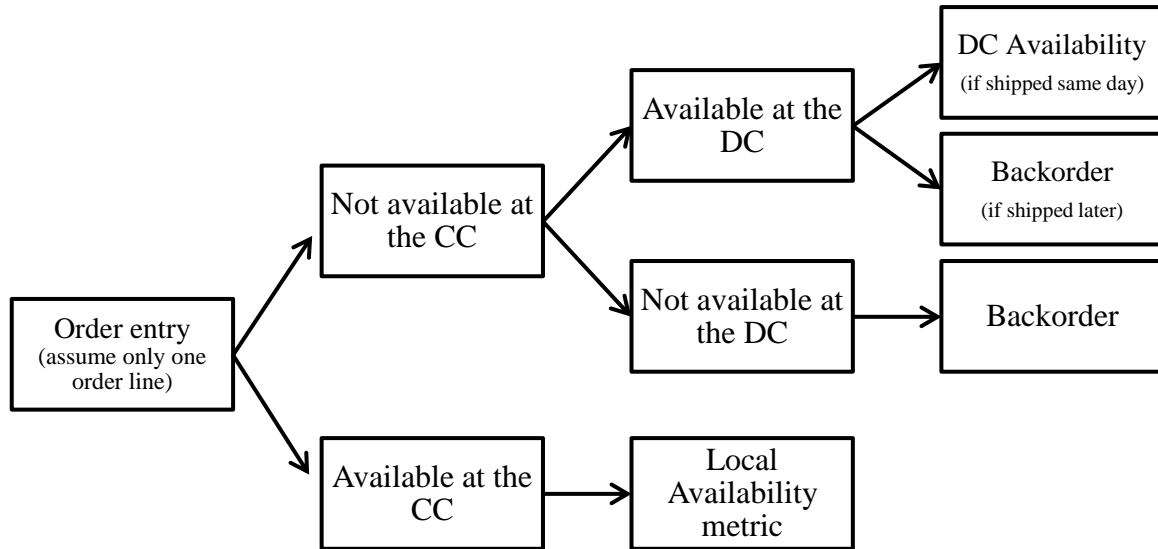 Order entry
(assume only one
order line)
Not available at
the CC
Available at the
CC
Available at the
DC
Not available at
the DC
Local
Availability
metric
DC Availability
(if shipped same day)
Backorder
(if shipped later)
Backorder